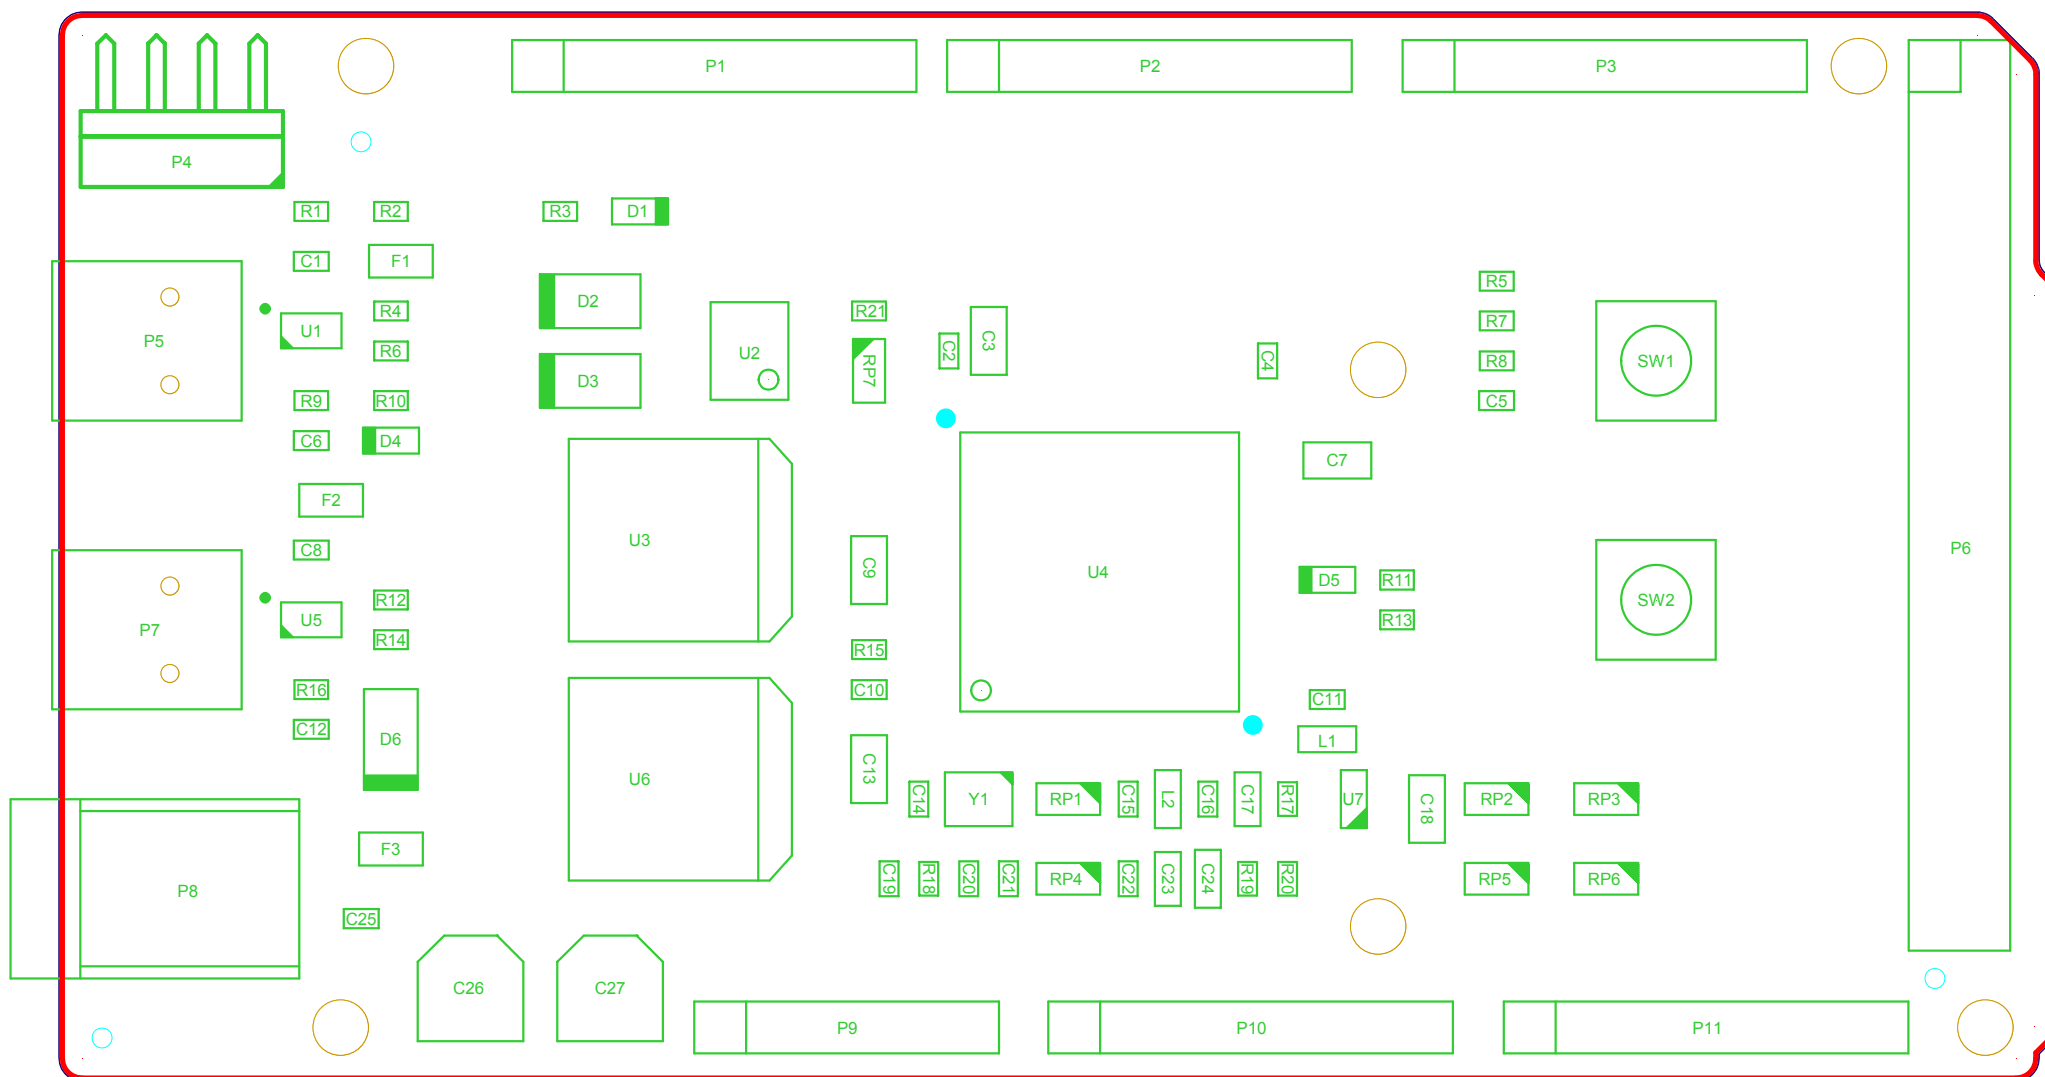 P1 P2 P3
P4
R1 R2 R3 D1
C1 F1
R5
D2
R4 R21
P5 U1 R7
R6 U2 RP7 C2 C3 C4 R8 SW1
D3
R9 R10 C5
C6 D4
C7
F2
U3
C8 P6
C9 U4 D5 R11
R12 SW2
U5 R13
P7
R14
R15
R16 C10
C11
C12
D6 L1
U6 C13
C14 Y1 RP1 C15 L2 C16 C17 R17 U7 C18 RP2 RP3
F3
C19 R18 C20 C21 RP4 C22 C23 C24 R19 R20 RP5 RP6
P8
C25
C26 C27
P9 P10 P11